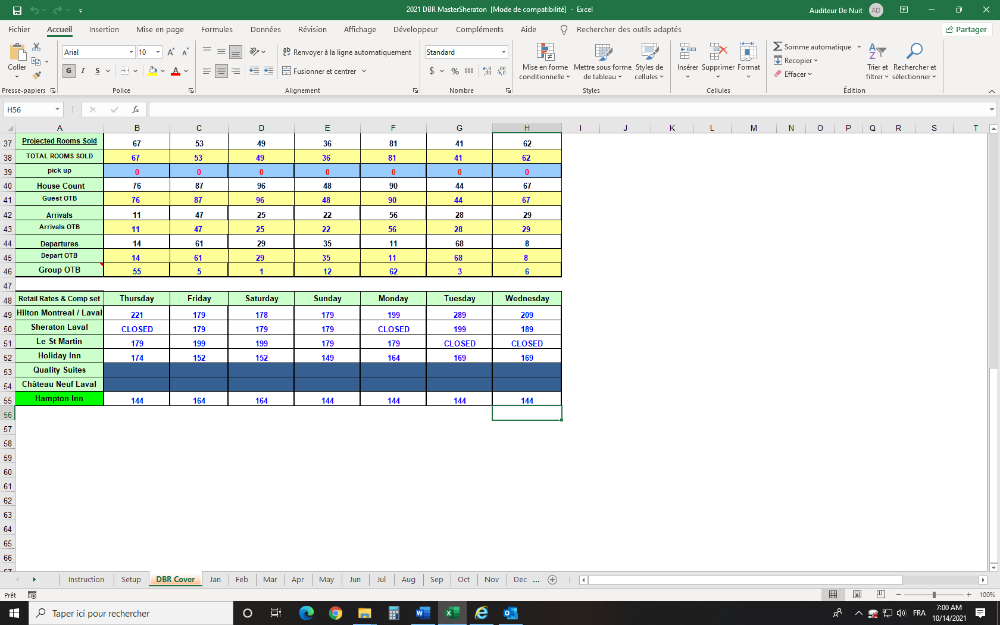 2021 DBR MasterSheraton [Mode de compatibilité] - Excel
Auditeur De Nuit AD
Fichier Accueil Insertion Mise en page Formules Données Révision Affichage Développeur Compléments Aide Rechercher des outils adaptés Partager
Coller
Arial 10
G I S
Renvoyer à la ligne automatiquement
Fusionner et centrer
Standard
$ % 000
Mise en forme conditionnelle
Mettre sous forme de tableau
Styles de cellules
Insérer Supprimer Format
Somme automatique
Recopier
Effacer
Trier et filtrer
Rechercher et sélectionner
Presse-papiers Police Alignement Nombre Styles Cellules Édition
H56 fx
A B C D E F G H I J K L M N O P Q R S T
37 Projected Rooms Sold 67 53 49 36 81 41 62
38 TOTAL ROOMS SOLD 67 53 49 36 81 41 62
39 pick up 0 0 0 0 0 0 0
40 House Count 76 87 96 48 90 44 67
41 Guest OTB 76 87 96 48 90 44 67
42 Arrivals 11 47 25 22 56 28 29
43 Arrivals OTB 11 47 25 22 56 28 29
44 Departures 14 61 29 35 11 68 8
45 Depart OTB 14 61 29 35 11 68 8
46 Group OTB 55 5 1 12 62 3 6
47
48 Retail Rates & Comp set Thursday Friday Saturday Sunday Monday Tuesday Wednesday
49 Hilton Montreal / Laval 221 179 178 179 199 289 209
50 Sheraton Laval CLOSED 179 179 179 CLOSED 199 189
51 Le St Martin 179 199 199 179 179 CLOSED CLOSED
52 Holiday Inn 174 152 152 149 164 169 169
53 Quality Suites
54 Château Neuf Laval
55 Hampton Inn 144 164 164 144 144 144 144
56
57
58
59
60
61
62
63
64
65
66
67
Instruction Setup DBR Cover Jan Feb Mar Apr May Jun Jul Aug Sep Oct Nov Dec ...
Prêt 100%
Taper ici pour rechercher
FRA
7:00 AM
10/14/2021